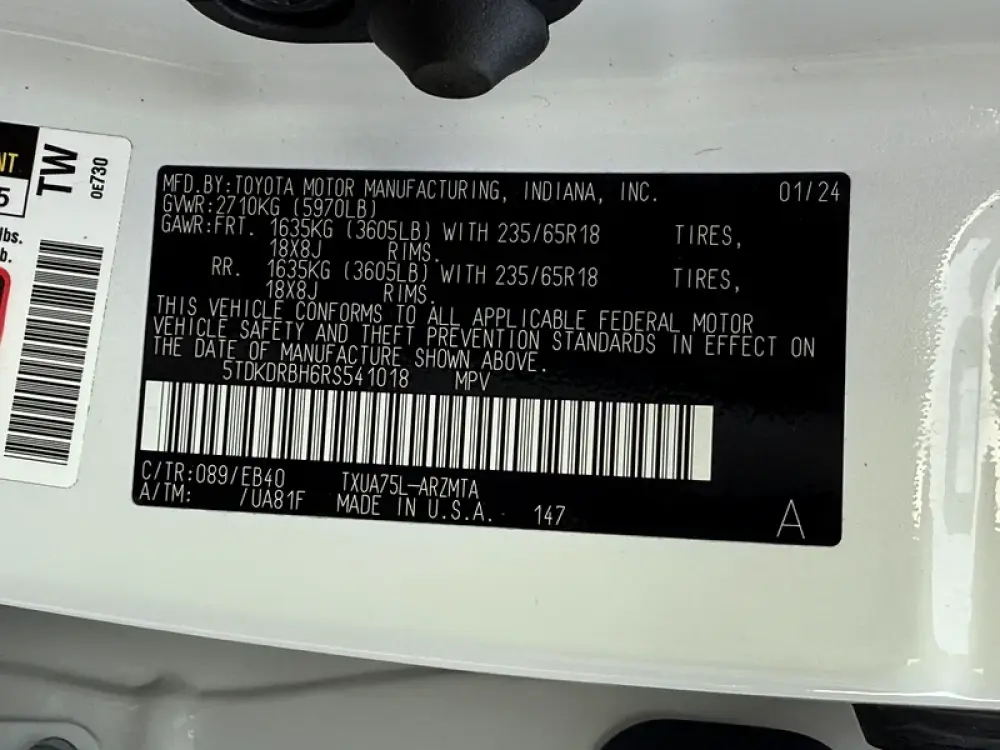 NT
5
lbs.
b.
TW
0E730
MFD.BY:TOYOTA MOTOR MANUFACTURING, INDIANA, INC. 01/24
GVWR:2710KG (5970LB)
GAWR:FRT. 1635KG (3605LB) WITH 235/65R18 TIRES,
18X8J RIMS.
RR. 1635KG (3605LB) WITH 235/65R18 TIRES,
18X8J RIMS.
THIS VEHICLE CONFORMS TO ALL APPLICABLE FEDERAL MOTOR
VEHICLE SAFETY AND THEFT PREVENTION STANDARDS IN EFFECT ON
THE DATE OF MANUFACTURE SHOWN ABOVE.
5TDKDRBH6RS541018 MPV
C/TR:089/EB40 TXUA75L-ARZMTA
A/TM: /UA81F MADE IN U.S.A. 147
A